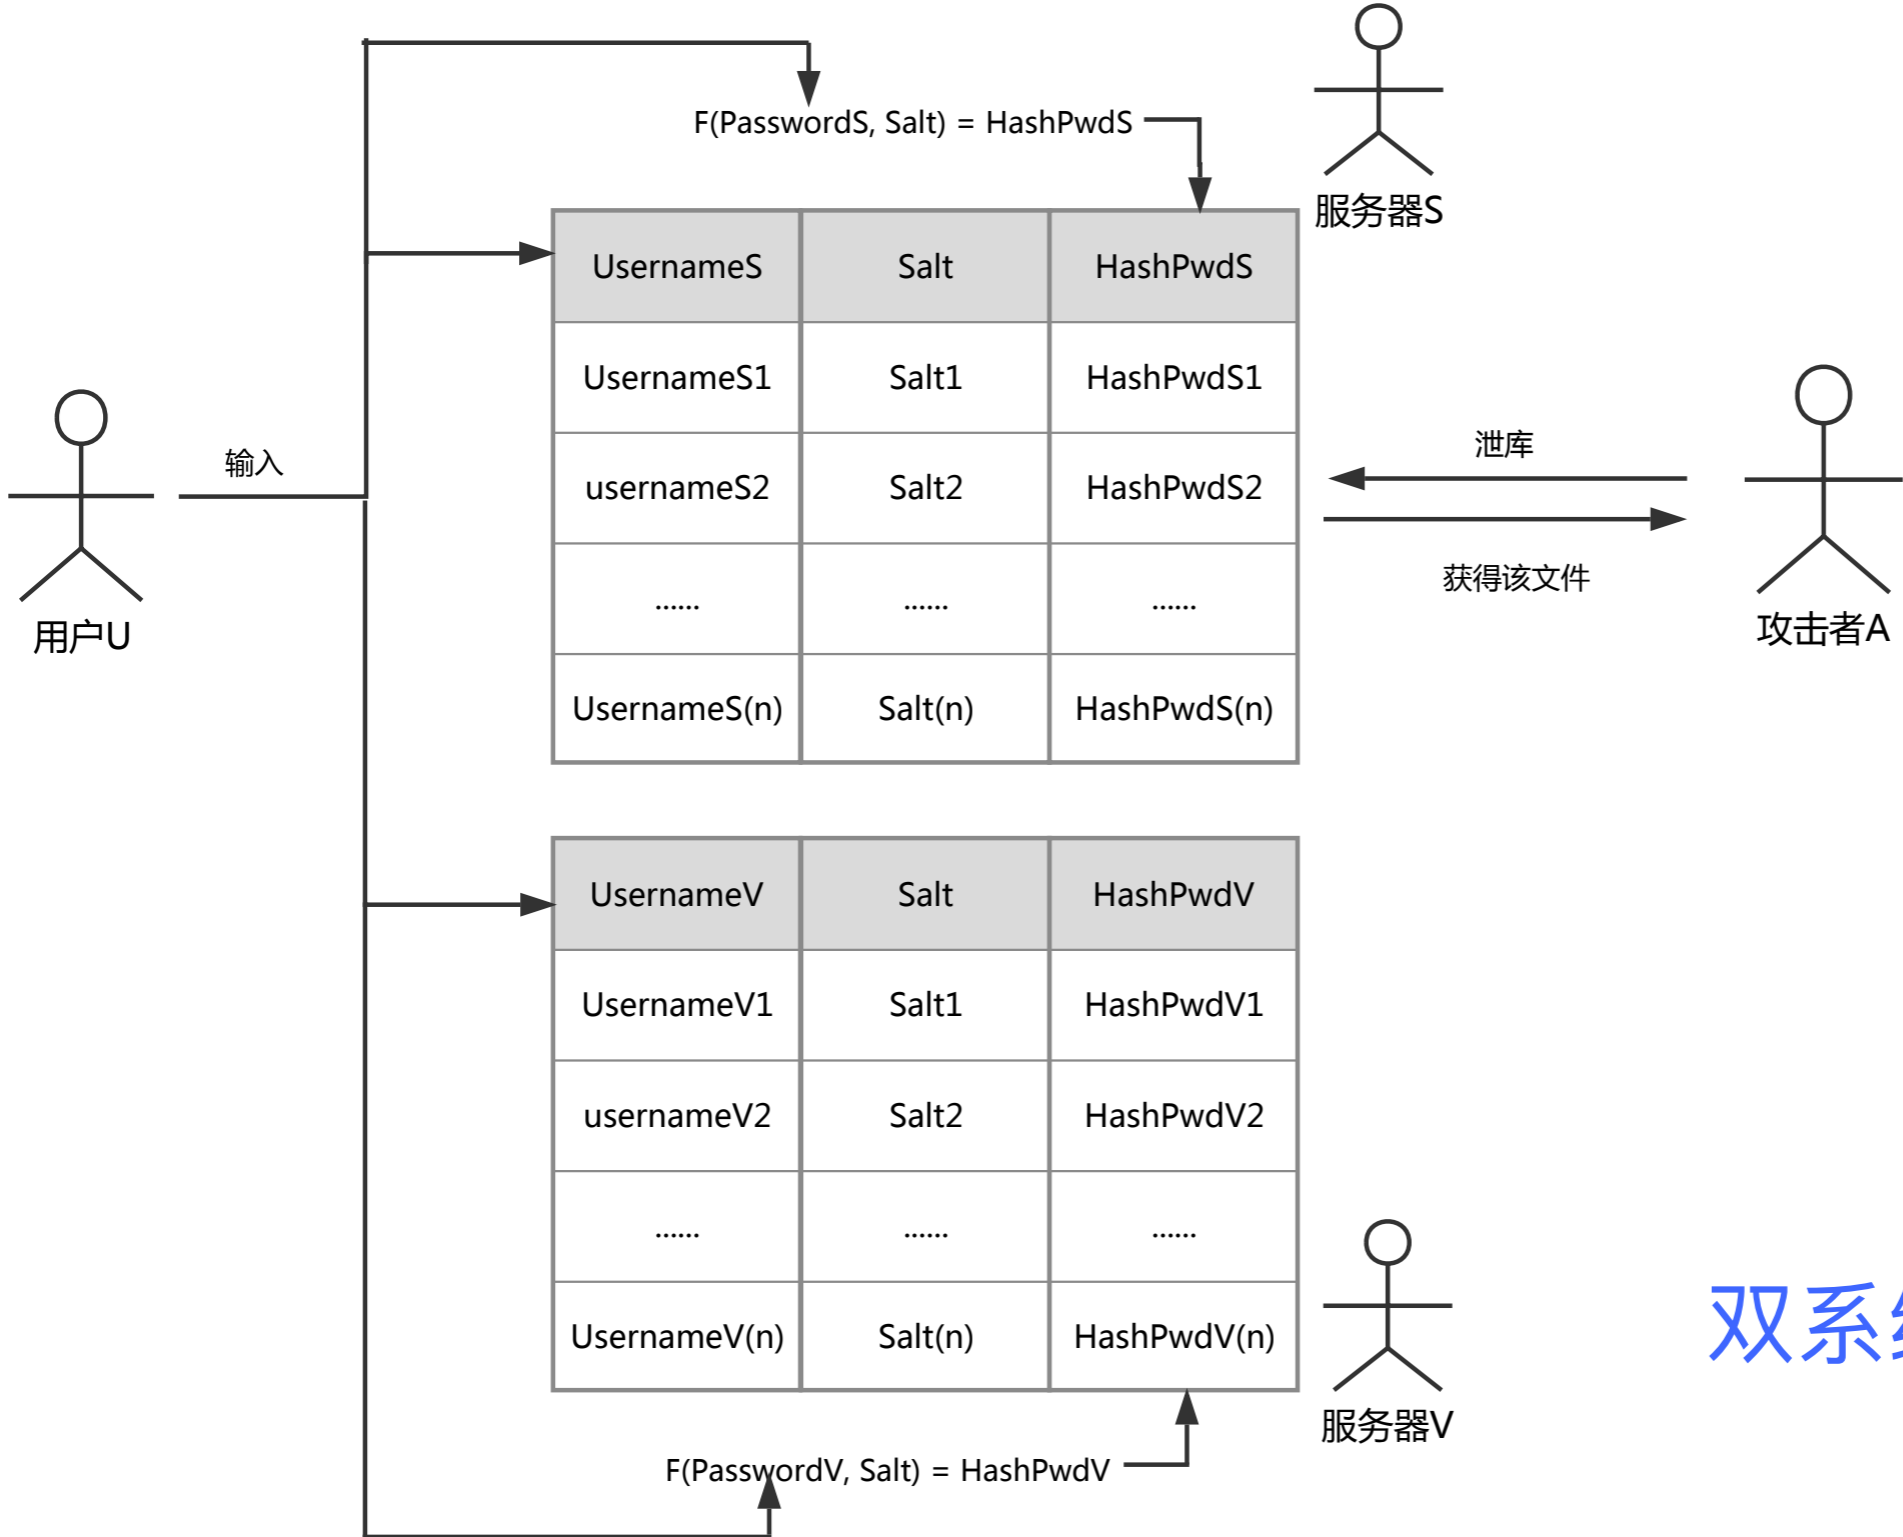 F(PasswordS, Salt) = HashPwdS
服务器S
UsernameS Salt HashPwdS
UsernameS1 Salt1 HashPwdS1
usernameS2 Salt2 HashPwdS2
...... ...... ......
UsernameS(n) Salt(n) HashPwdS(n)
输入
用户U
泄库
获得该文件
攻击者A
UsernameV Salt HashPwdV
UsernameV1 Salt1 HashPwdV1
usernameV2 Salt2 HashPwdV2
...... ...... ......
UsernameV(n) Salt(n) HashPwdV(n)
服务器V
F(PasswordV, Salt) = HashPwdV
双系